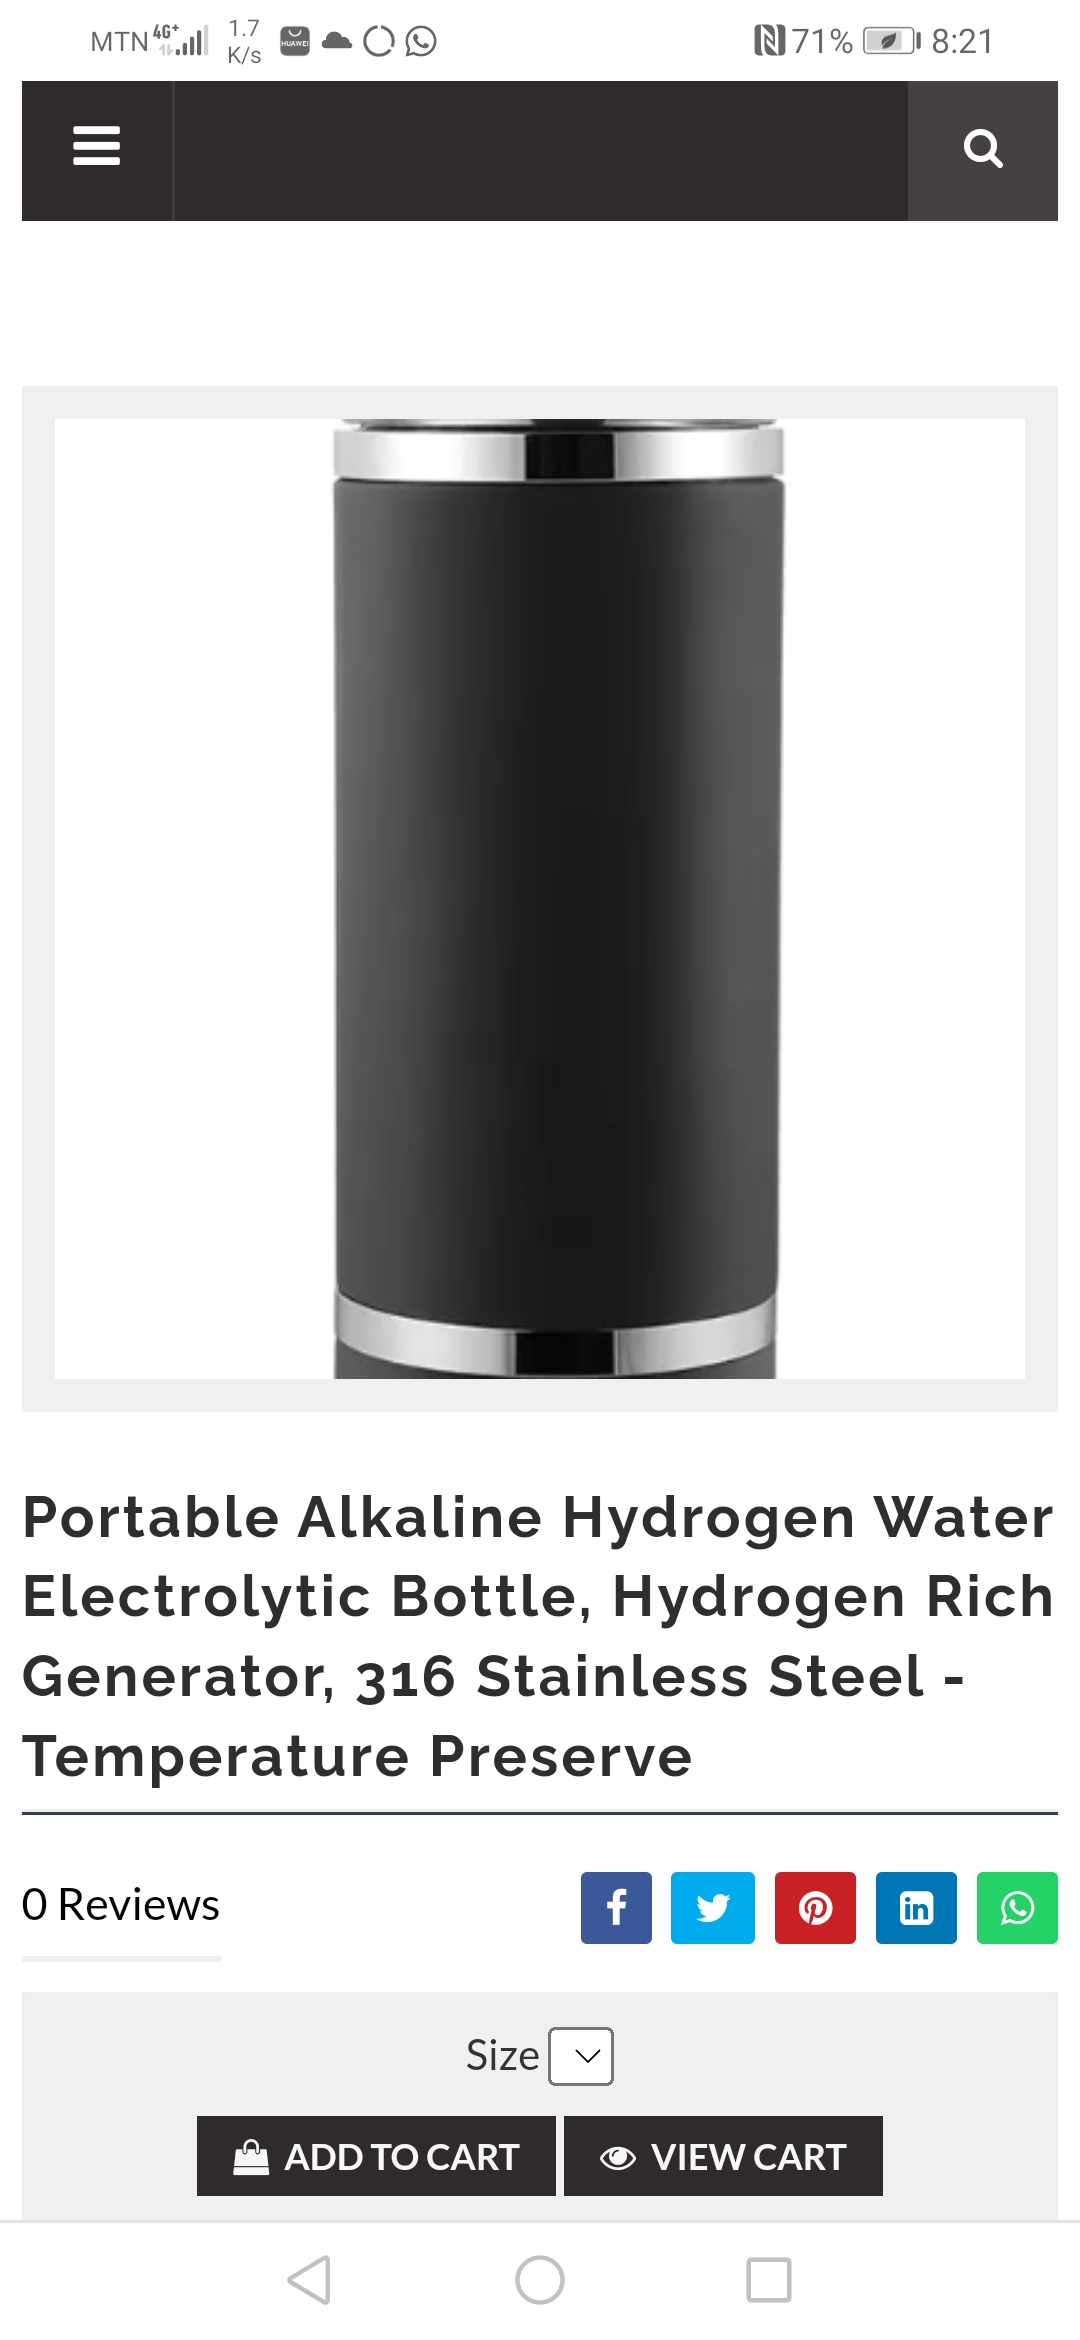 MTN 4G+ 1.7 K/s HUAWEI 71% 8:21
Portable Alkaline Hydrogen Water
Electrolytic Bottle, Hydrogen Rich
Generator, 316 Stainless Steel -
Temperature Preserve
0 Reviews
Size
ADD TO CART VIEW CART